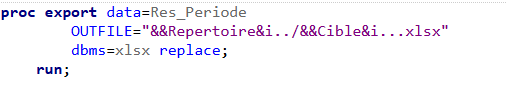 proc export data=Res_Periode
OUTFILE="&&Repertoire&i../&&Cible&i...xlsx"
dbms=xlsx replace;
run;